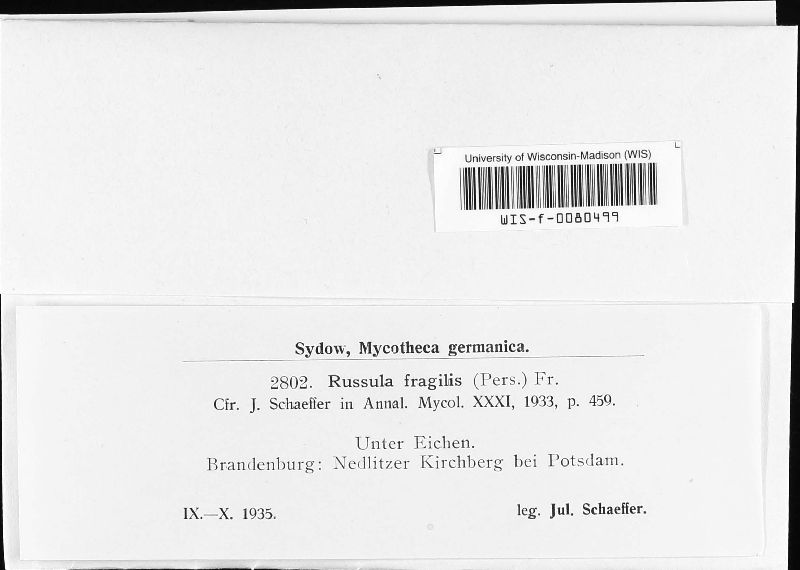 University of Wisconsin-Madison (WIS)
WIS-f-0080499
Sydow, Mycotheca germanica.
2802. Russula fragilis (Pers.) Fr.
Cfr. J. Schaeffer in Annal. Mycol. XXXI, 1933, p. 459.
Unter Eichen.
Brandenburg: Nedlitzer Kirchberg bei Potsdam.
IX.—X. 1935. leg. Jul. Schaeffer.